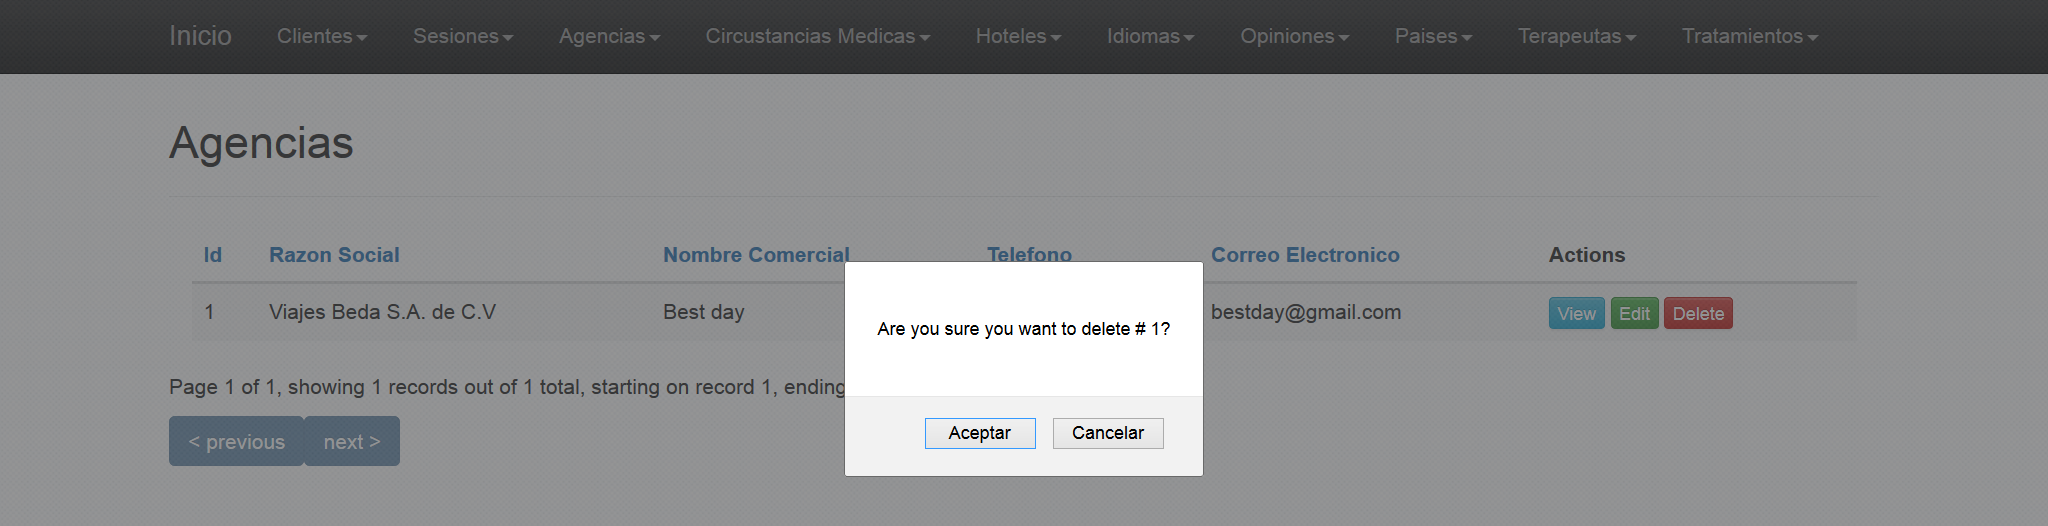 Inicio Clientes Sesiones Agencias Circustancias Medicas Hoteles Idiomas Opiniones Paises Terapeutas Tratamientos
Agencias
Id Razon Social Nombre Comercial Telefono Correo Electronico Actions
1 Viajes Beda S.A. de C.V Best day bestday@gmail.com View Edit Delete
Are you sure you want to delete # 1?
Page 1 of 1, showing 1 records out of 1 total, starting on record 1, ending
< previous next >
Aceptar Cancelar